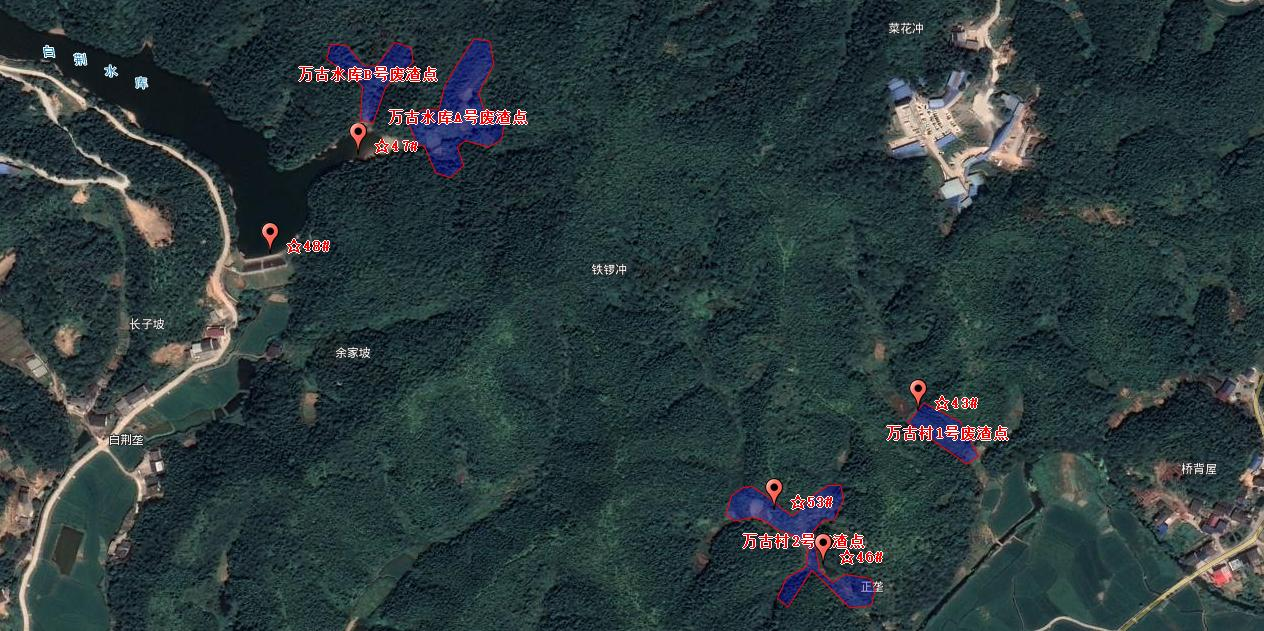 菜花冲
白荆水库
万古水库B号废渣点
万古水库A号废渣点
☆47#
☆48#
铁锣冲
长子坡
余家坡
☆43#
万古村1号废渣点
白荆垄
桥背屋
☆53#
万古村2号 渣点
☆46#
正垄